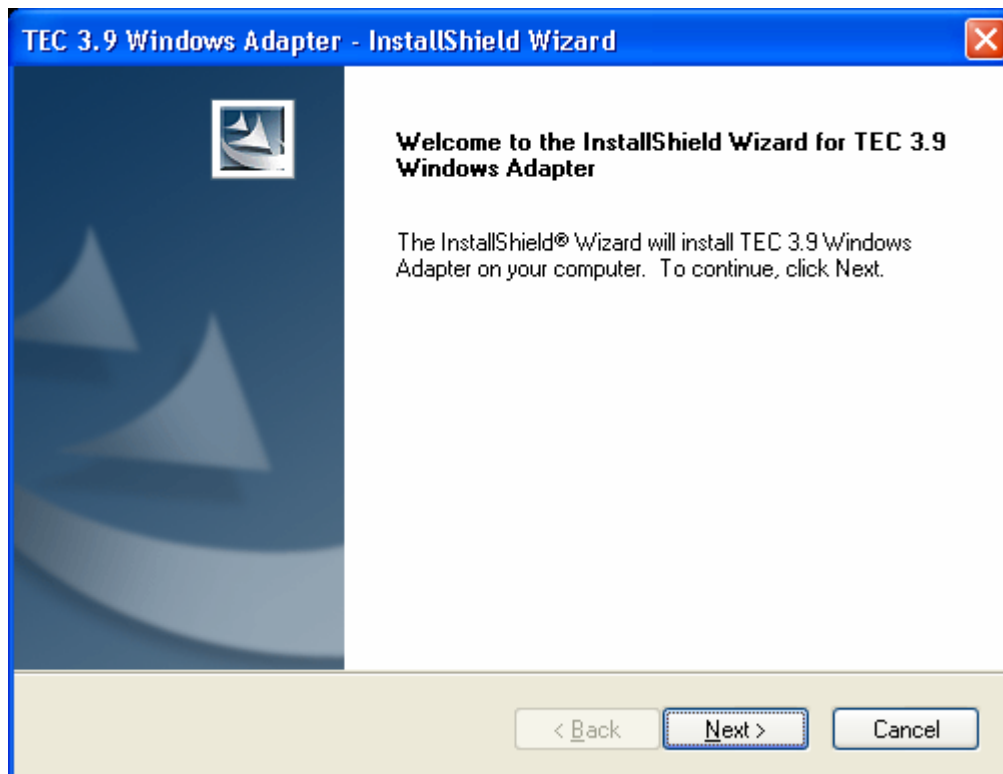 TEC 3.9 Windows Adapter - InstallShield Wizard
Welcome to the InstallShield Wizard for TEC 3.9
Windows Adapter
The InstallShield® Wizard will install TEC 3.9 Windows
Adapter on your computer.  To continue, click Next.
< Back
Next >
Cancel